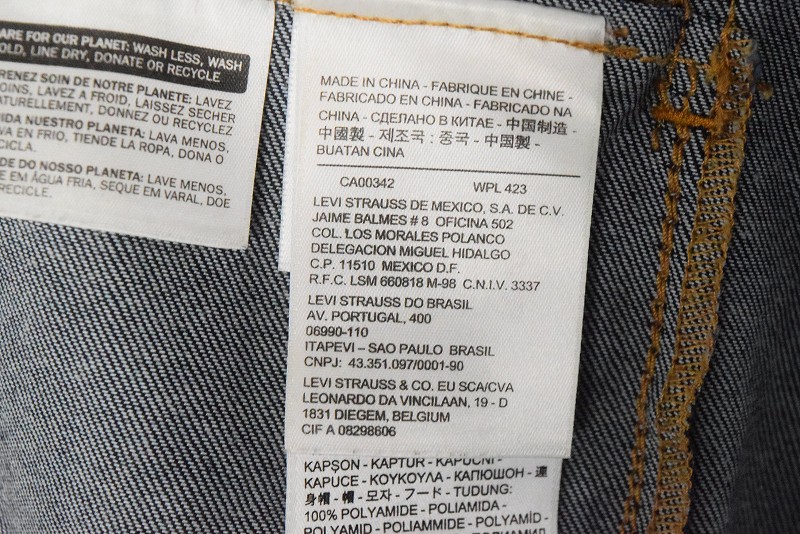 ARE FOR OUR PLANET: WASH LESS, WASH
OLD, LINE DRY, DONATE OR RECYCLE
RENEZ SOIN DE NOTRE PLANETE: LAVEZ
OINS, LAVEZ A FROID, LAISSEZ SECHER
ATURELLEMENT, DONNEZ OU RECYCLEZ
IDA NUESTRO PLANETA: LAVA MENOS,
VA EN FRIO, TIENDE LA ROPA, DONA O
CICLA.
DE DO NOSSO PLANETA: LAVE MENOS,
E EM ÁGUA FRIA, SEQUE EM VARAL, DOE
RECICLE.
MADE IN CHINA - FABRIQUE EN CHINE -
FABRICADO EN CHINA - FABRICADO NA
CHINA - СДЕЛАНО В КИТАЕ - 中国制造 -
中國製 - 제조국 : 중국 - 中国製 -
BUATAN CINA
CA00342 WPL 423
LEVI STRAUSS DE MEXICO, S.A. DE C.V.
JAIME BALMES # 8 OFICINA 502
COL. LOS MORALES POLANCO
DELEGACION MIGUEL HIDALGO
C.P. 11510 MEXICO D.F.
R.F.C. LSM 660818 M-98 C.N.I.V. 3337
LEVI STRAUSS DO BRASIL
AV. PORTUGAL, 400
06990-110
ITAPEVI – SAO PAULO BRASIL
CNPJ: 43.351.097/0001-90
LEVI STRAUSS & CO. EU SCA/CVA
LEONARDO DA VINCILAAN, 19 - D
1831 DIEGEM, BELGIUM
CIF A 08298606
KAPŞON - KAPTUR - KAPUCNI -
KAPUCE - ΚΟΥΚΟΥΛΑ - КАПЮШОН - 連
身帽 - 帽 - 모자 - フード - TUDUNG:
100% POLYAMIDE - POLIAMIDA -
POLYAMID - POLIAMMIDE - POLYAMİD -